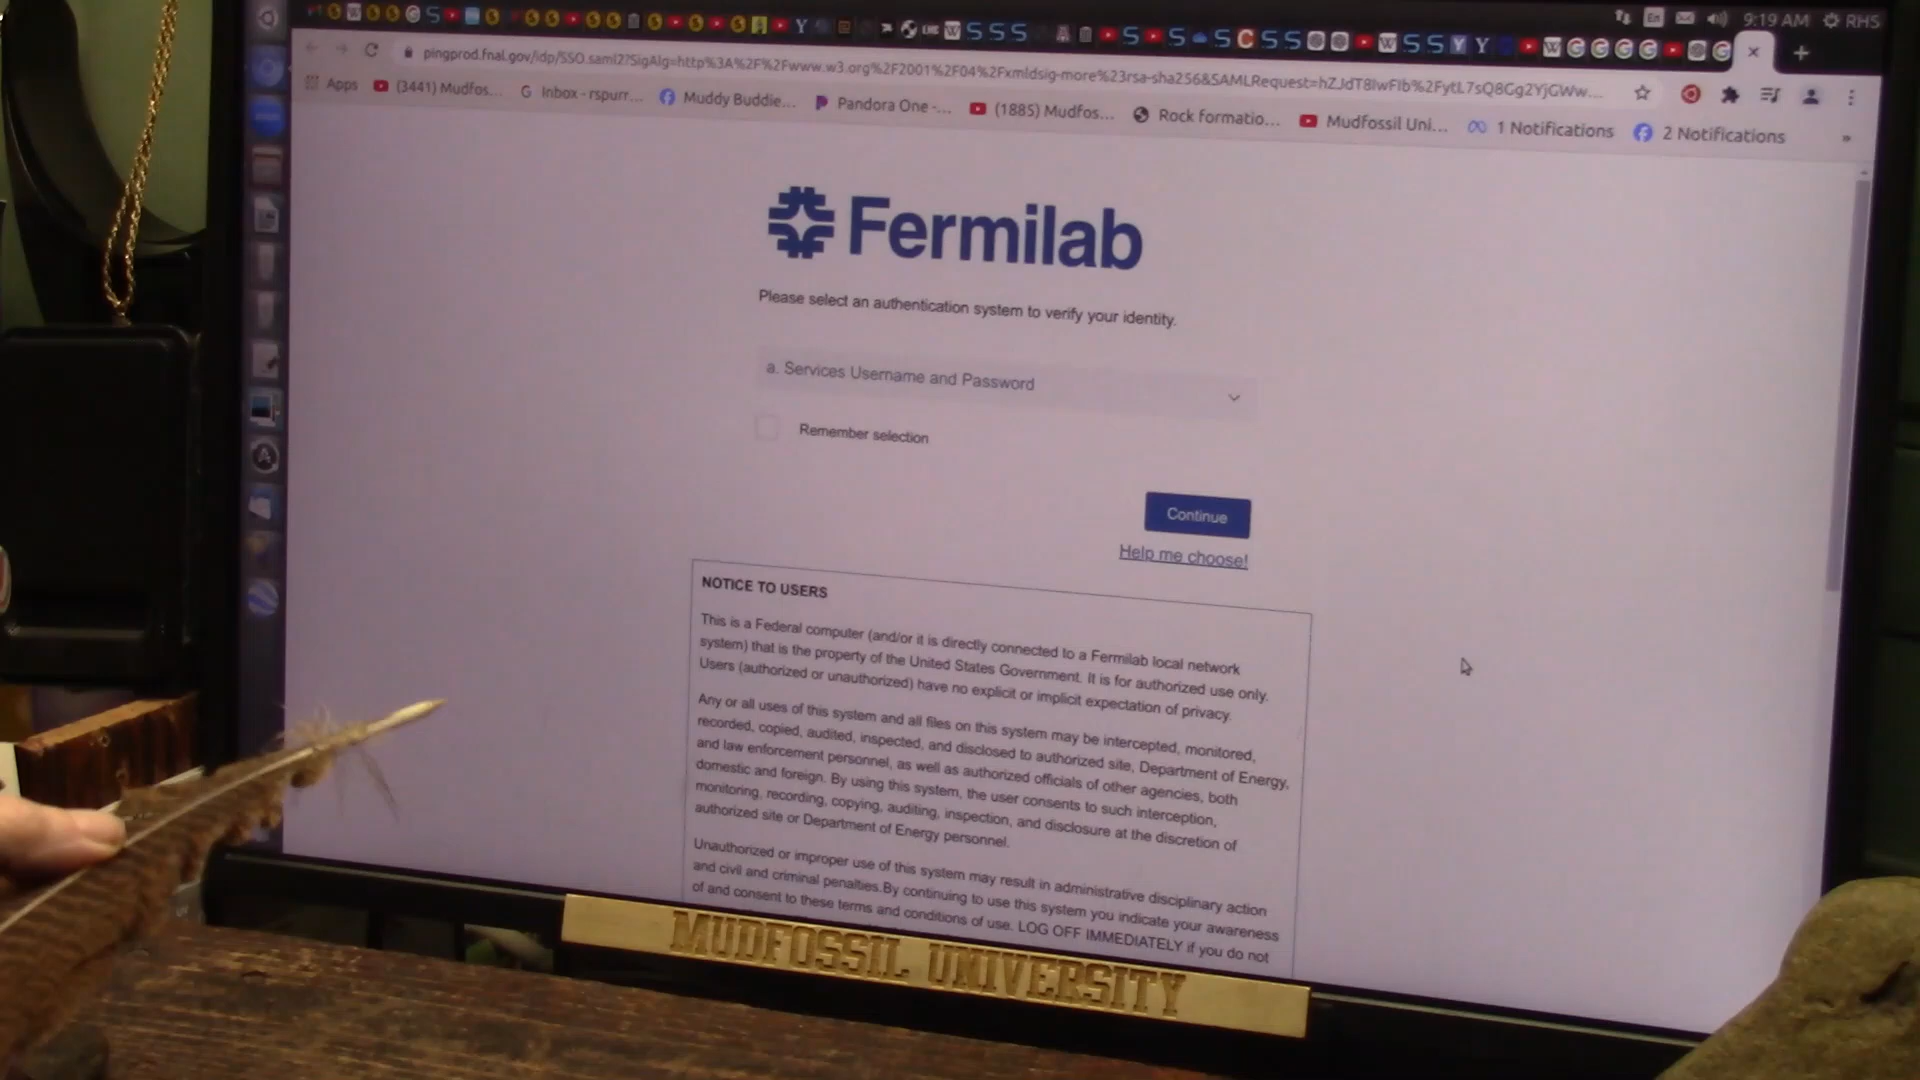 9:19 AM RHS
pingprod.fnal.gov/idp/SSO.saml2?SigAlg=http%3A%2F%2Fwww.w3.org%2F2001%2F04%2Fxmldsig-more%23rsa-sha256&SAMLRequest=
Apps (3441) Mudfos... Inbox - rspurr... Muddy Buddie... Pandora One -... (1885) Mudfos... Rock formatio... Mudfossil Uni... 1 Notifications 2 Notifications »
Fermilab
Please select an authentication system to verify your identity.
a. Services Username and Password
Remember selection
Continue
Help me choose!
NOTICE TO USERS
This is a Federal computer (and/or it is directly connected to a Fermilab local network
system) that is the property of the United States Government. It is for authorized use only.
Users (authorized or unauthorized) have no explicit or implicit expectation of privacy.
Any or all uses of this system and all files on this system may be intercepted, monitored,
recorded, copied, audited, inspected, and disclosed to authorized site, Department of Energy,
and law enforcement personnel, as well as authorized officials of other agencies, both
domestic and foreign. By using this system, the user consents to such interception,
monitoring, recording, copying, auditing, inspection, and disclosure at the discretion of
authorized site or Department of Energy personnel.
Unauthorized or improper use of this system may result in administrative disciplinary action
and civil and criminal penalties.By continuing to use this system you indicate your awareness
of and consent to these terms and conditions of use. LOG OFF IMMEDIATELY if you do not
MUDFOSSIL UNIVERSITY